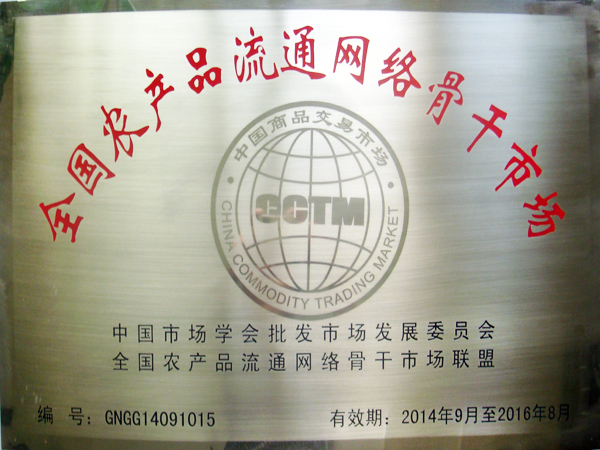 全国农产品流通网络骨干市场
·中国商品交易市场·
CCTM
CHINA COMMODITY TRADING MARKET
中国市场学会批发市场发展委员会
全国农产品流通网络骨干市场联盟
编 号：GNGG14091015 有效期：2014年9月至2016年8月